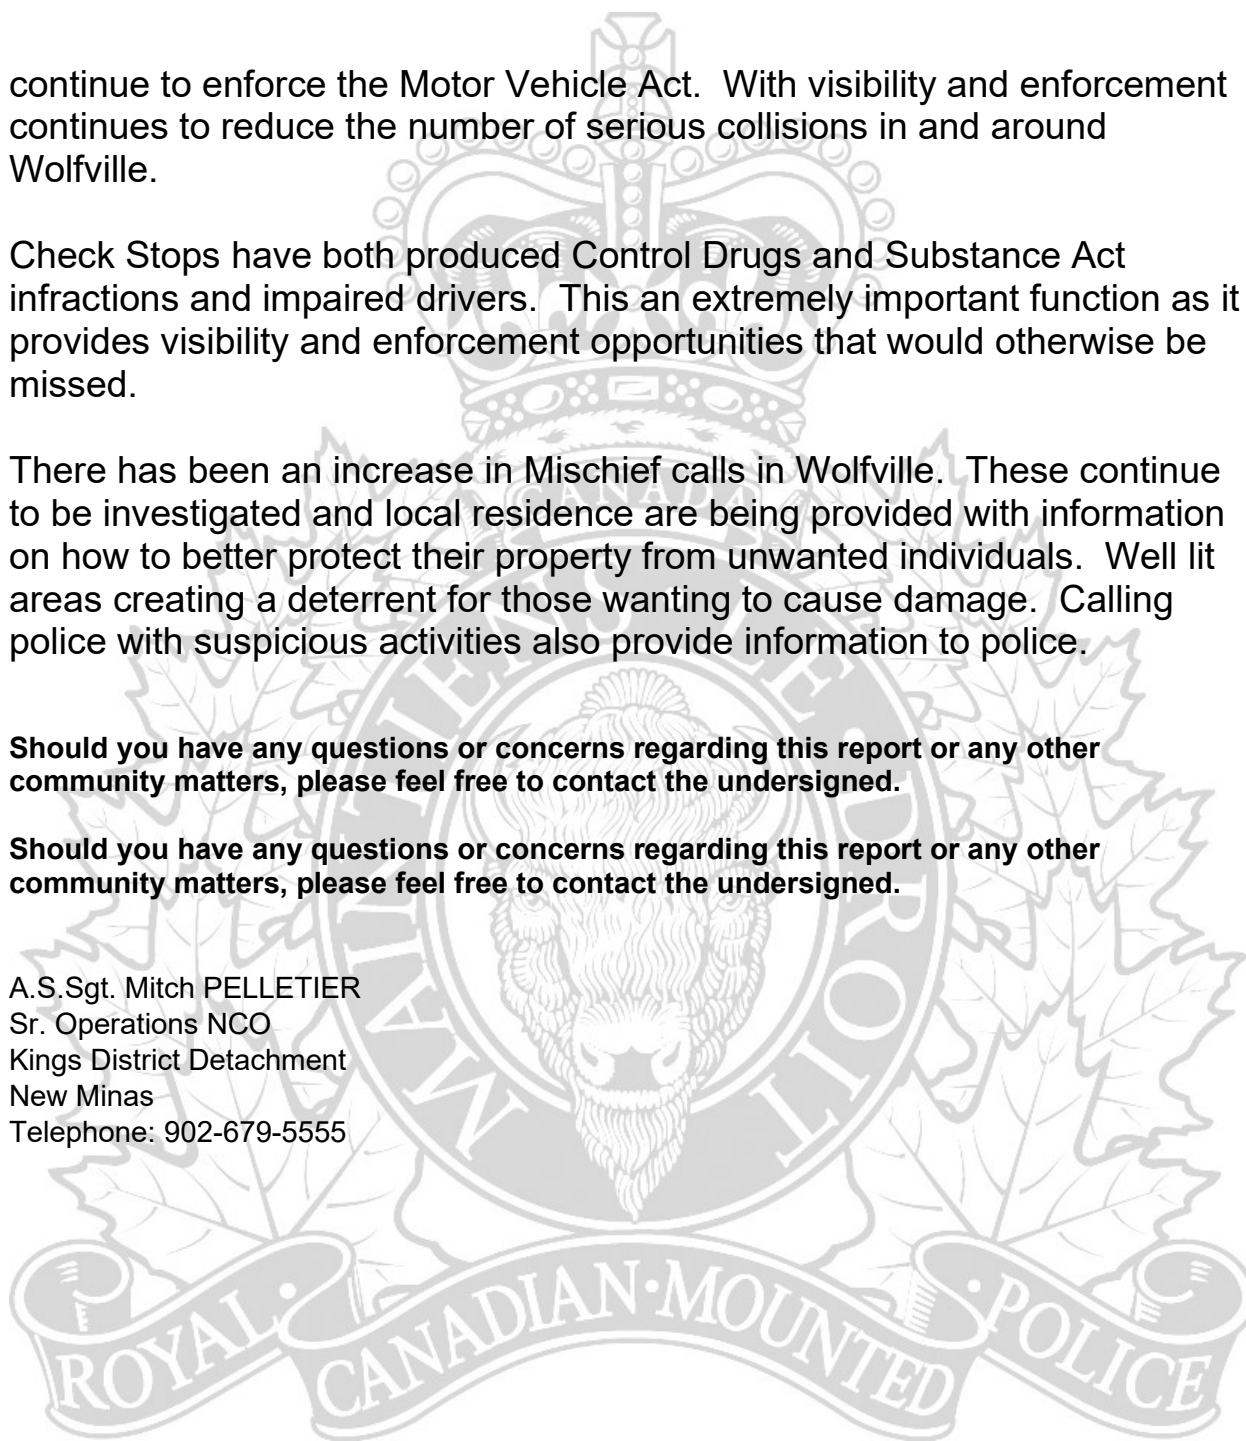 continue to enforce the Motor Vehicle Act.  With visibility and enforcement
continues to reduce the number of serious collisions in and around
Wolfville.
Check Stops have both produced Control Drugs and Substance Act
infractions and impaired drivers.  This an extremely important function as it
provides visibility and enforcement opportunities that would otherwise be
missed.
There has been an increase in Mischief calls in Wolfville.  These continue
to be investigated and local residence are being provided with information
on how to better protect their property from unwanted individuals.  Well lit
areas creating a deterrent for those wanting to cause damage.  Calling
police with suspicious activities also provide information to police.
Should you have any questions or concerns regarding this report or any other
community matters, please feel free to contact the undersigned.
Should you have any questions or concerns regarding this report or any other
community matters, please feel free to contact the undersigned.
A.S.Sgt. Mitch PELLETIER
Sr. Operations NCO
Kings District Detachment
New Minas
Telephone: 902-679-5555
CANADA
MAINTIENS LE DROIT
ROYAL · CANADIAN · MOUNTED POLICE